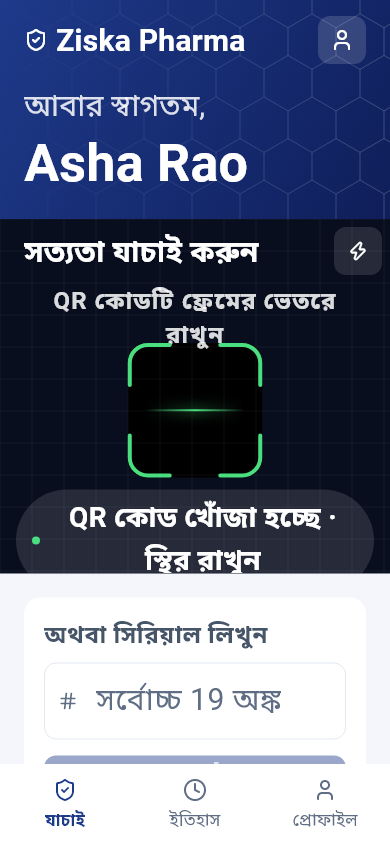 Ziska Pharma
আবার স্বাগতম,
Asha Rao
সত্যতা যাচাই করুন
QR কোডটি ফ্রেমের ভেতরে
রাখুন
QR কোড খোঁজা হচ্ছে ·
স্থির রাখুন
অথবা সিরিয়াল লিখুন
# সর্বোচ্চ 19 অঙ্ক
যাচাই
ইতিহাস
প্রোফাইল